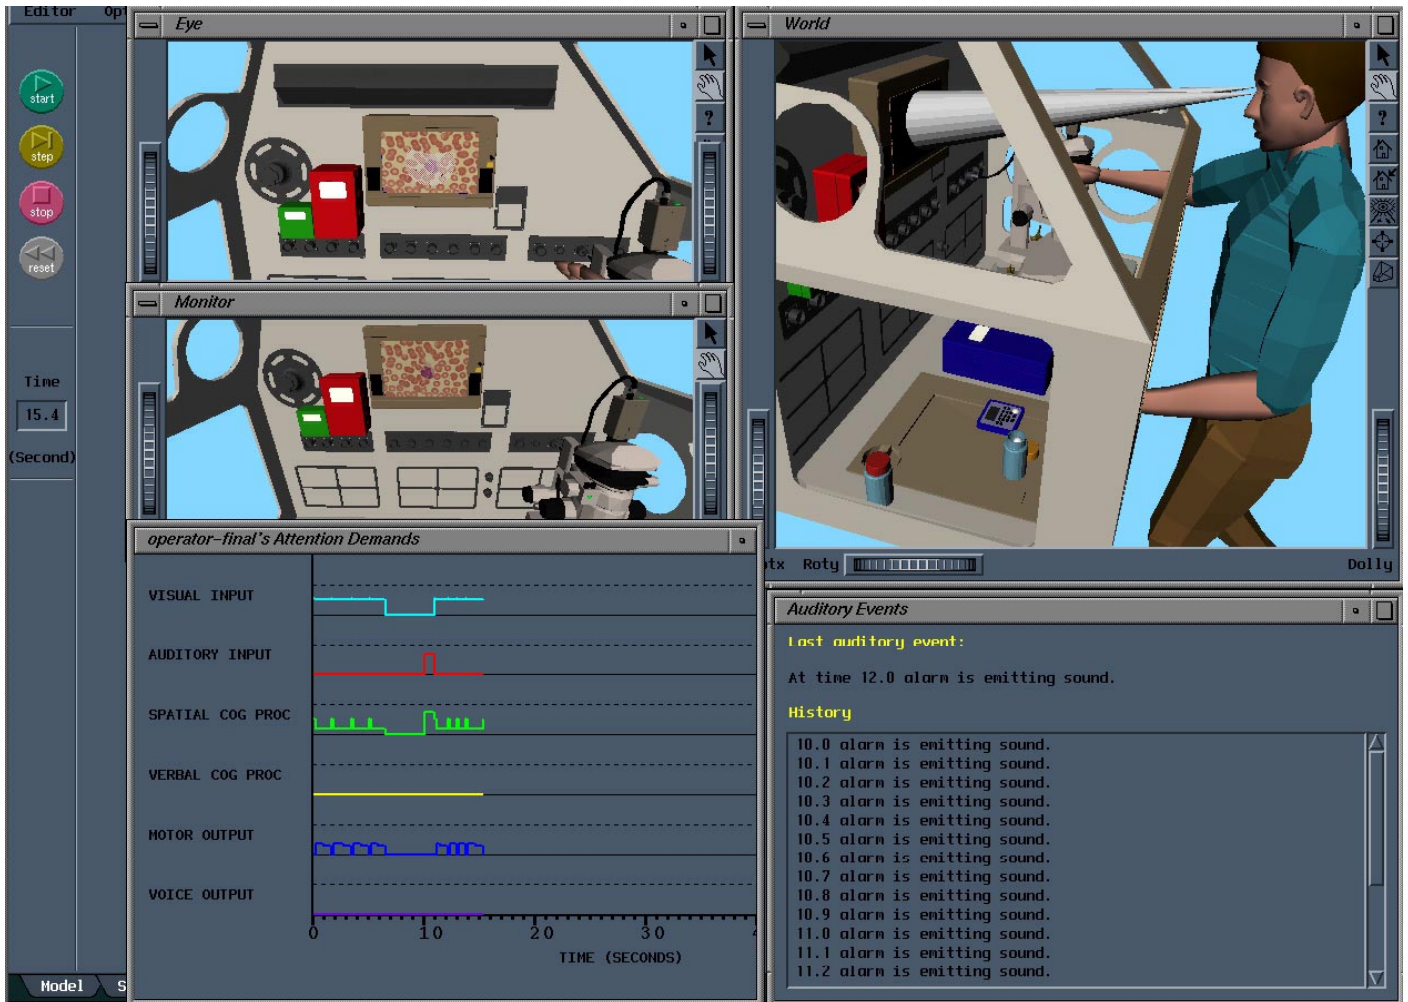 Editor Opt
start
step
stop
reset
Time
15.4
(Second)
Model S
Eye
?
Monitor
World
?
Rotx Roty Dolly
operator-final's Attention Demands
VISUAL INPUT
AUDITORY INPUT
SPATIAL COG PROC
VERBAL COG PROC
MOTOR OUTPUT
VOICE OUTPUT
0 10 20 30 4
TIME (SECONDS)
Auditory Events
Last auditory event:
At time 12.0 alarm is emitting sound.
History
10.0 alarm is emitting sound.
10.1 alarm is emitting sound.
10.2 alarm is emitting sound.
10.3 alarm is emitting sound.
10.4 alarm is emitting sound.
10.5 alarm is emitting sound.
10.6 alarm is emitting sound.
10.7 alarm is emitting sound.
10.8 alarm is emitting sound.
10.9 alarm is emitting sound.
11.0 alarm is emitting sound.
11.1 alarm is emitting sound.
11.2 alarm is emitting sound.